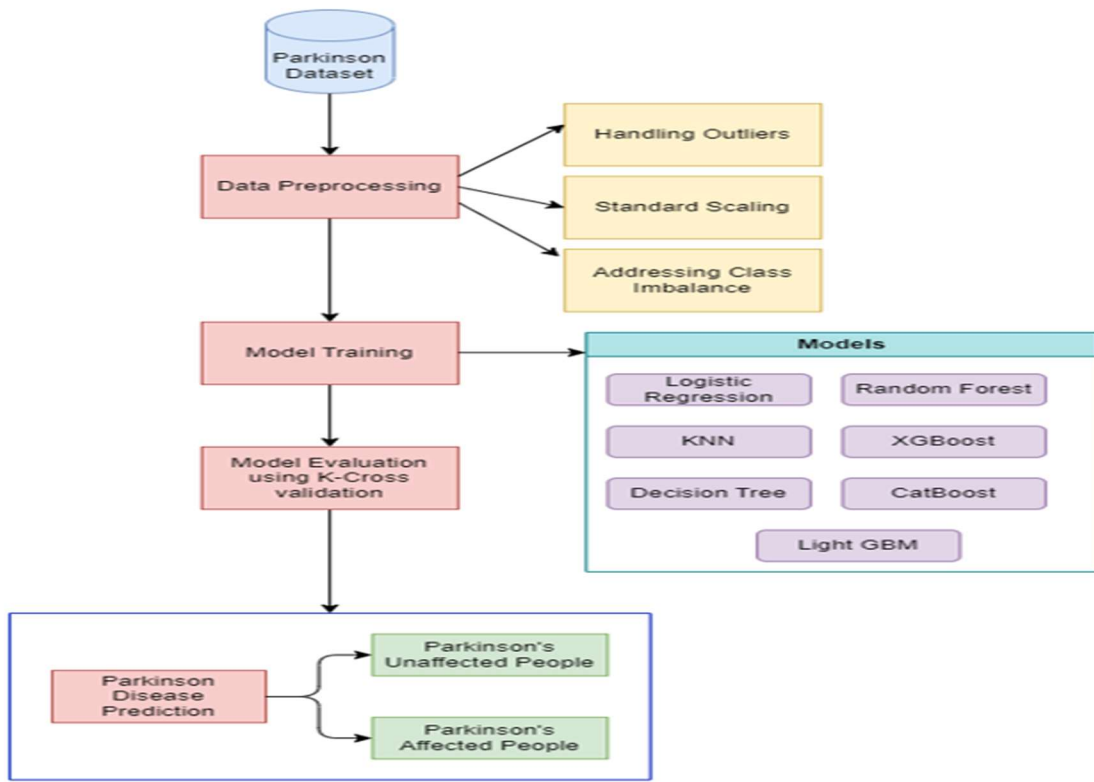 Parkinson
Dataset
Data Preprocessing
Handling Outliers
Standard Scaling
Addressing Class
Imbalance
Model Training
Models
Logistic
Regression
Random Forest
KNN
XGBoost
Decision Tree
CatBoost
Light GBM
Model Evaluation
using K-Cross
validation
Parkinson
Disease
Prediction
Parkinson's
Unaffected People
Parkinson's
Affected People